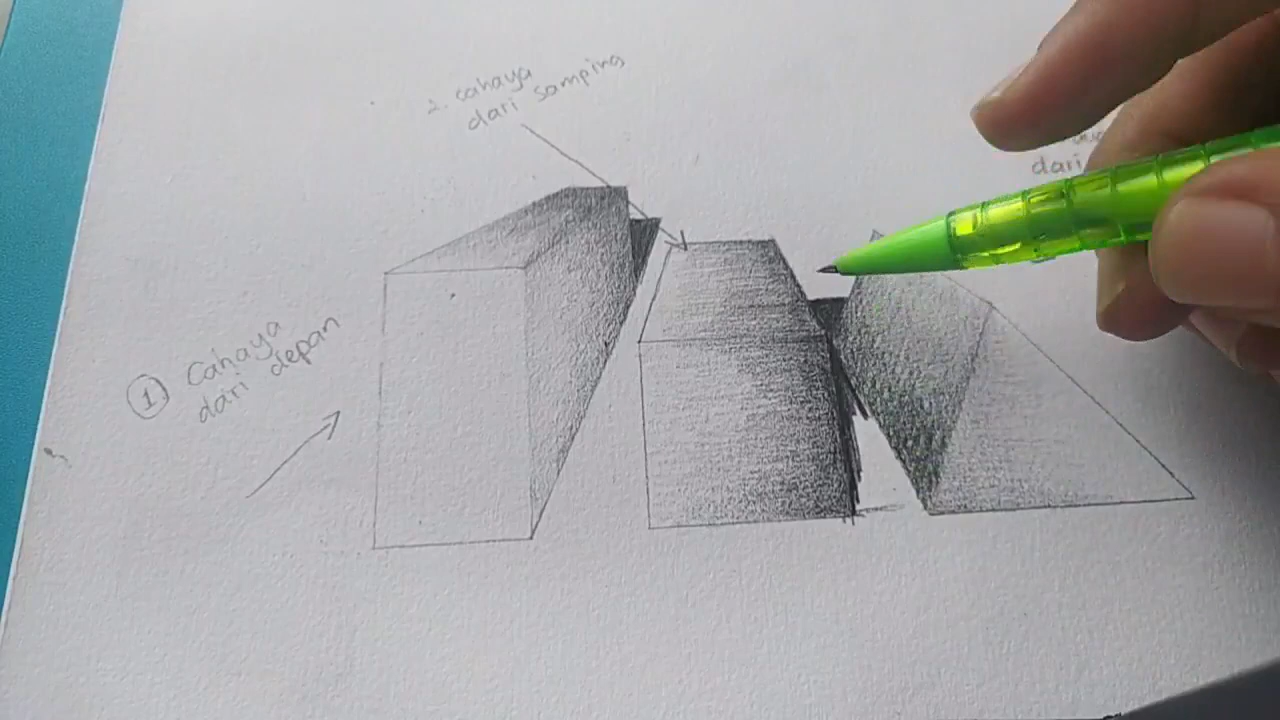 2. cahaya
dari samping
1 Cahaya
dari depan
dari